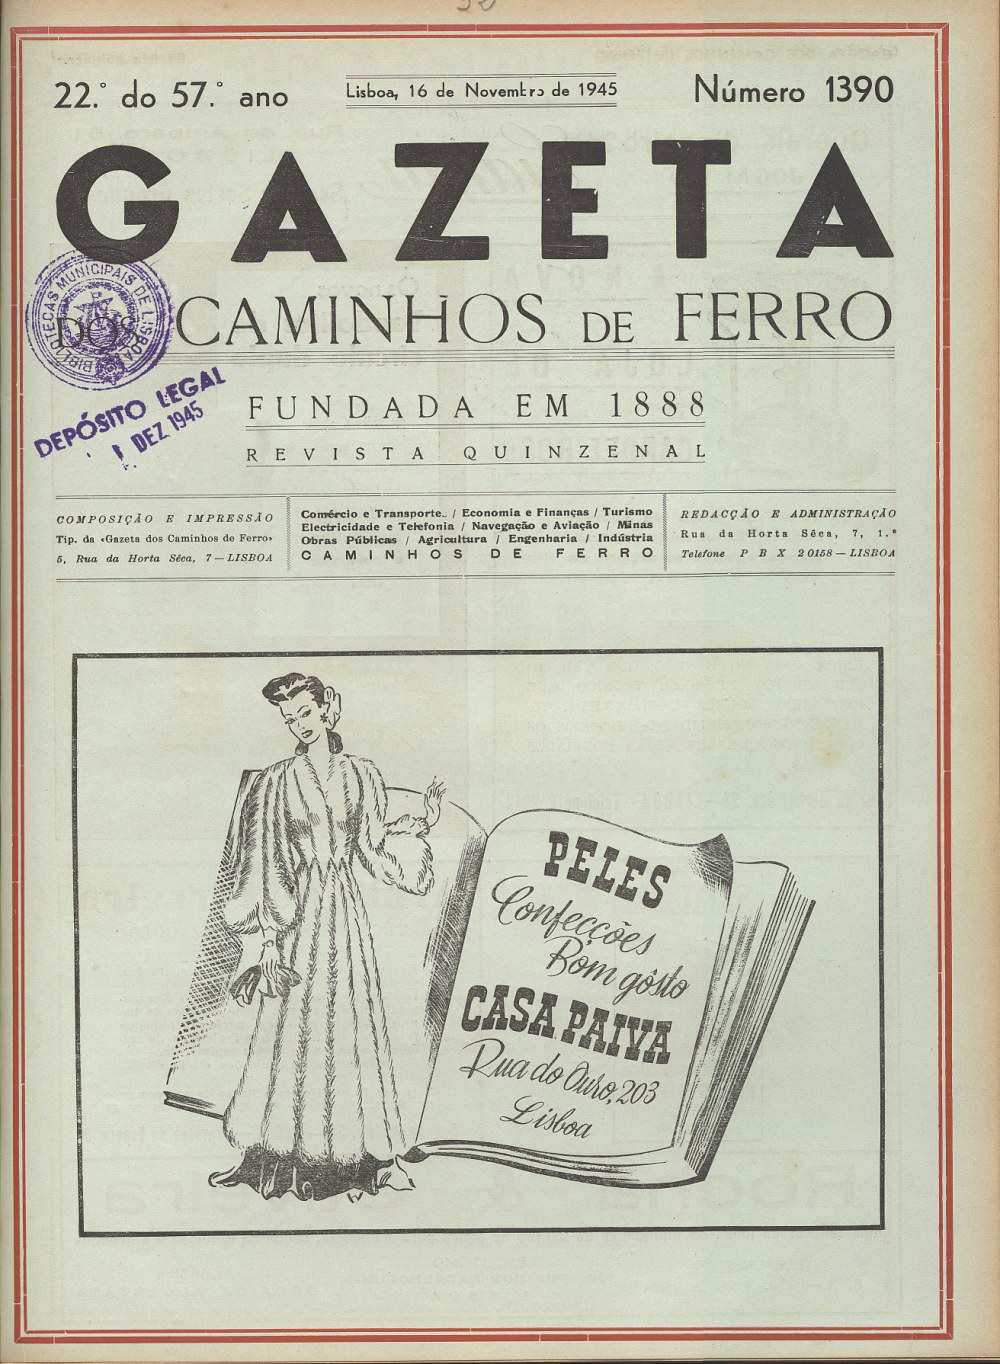 22.º do 57.º ano
Lisboa, 16 de Novembro de 1945
Número 1390
GAZETA
DOS CAMINHOS DE FERRO
BIBLIOTECAS MUNICIPAIS DE LISBOA
DEPÓSITO LEGAL
1 DEZ 1945
FUNDADA EM 1888
REVISTA QUINZENAL
COMPOSIÇÃO E IMPRESSÃO
Tip. da «Gazeta dos Caminhos de Ferro»
5, Rua da Horta Sêca, 7—LISBOA
Comércio e Transporte.. / Economia e Finanças / Turismo
Electricidade e Telefonia / Navegação e Aviação / Minas
Obras Públicas / Agricultura / Engenharia / Indústria
CAMINHOS DE FERRO
REDACÇÃO E ADMINISTRAÇÃO
Rua da Horta Sêca, 7, 1.º
Telefone P B X 20158—LISBOA
PELES
Confecções
Bom gôsto
CASA PAIVA
Rua do Ouro, 203
Lisboa